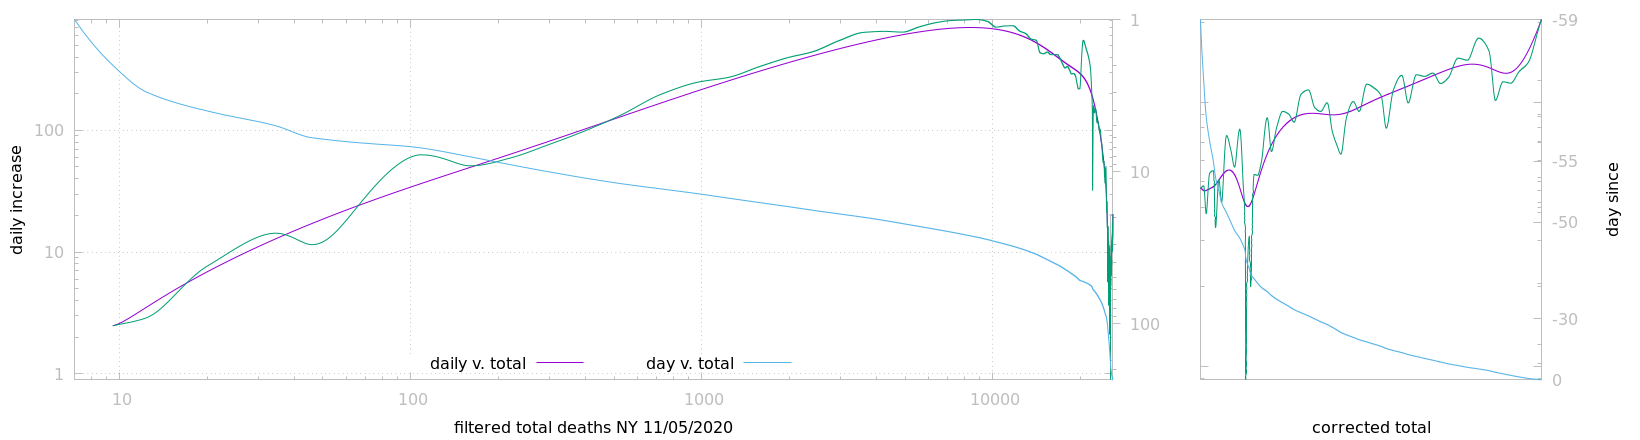 1
-59
100
-55
10
-50
10
-30
100
1
0
daily increase
day since
daily v. total
day v. total
10
100
1000
10000
filtered total deaths NY 11/05/2020
corrected total